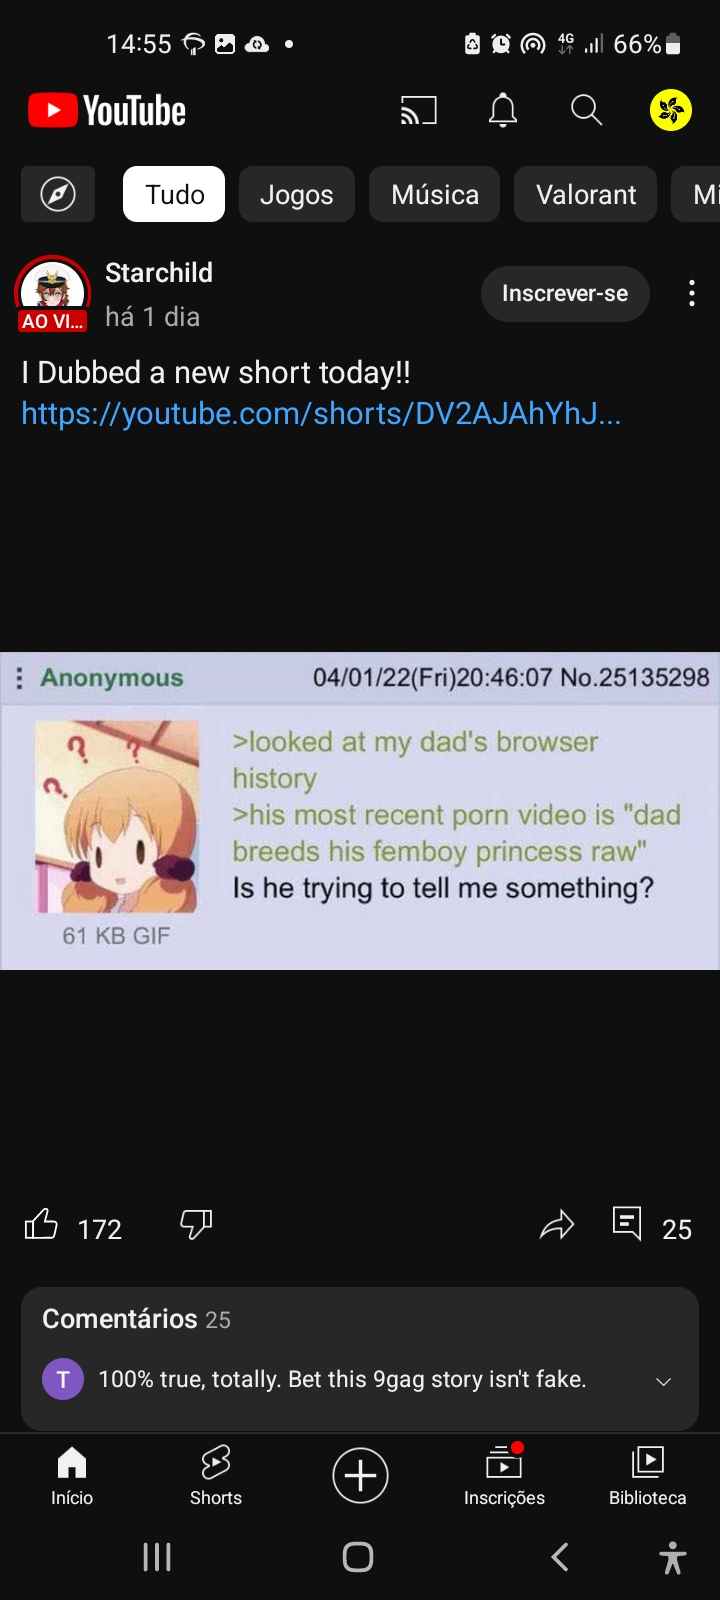 14:55
4G
66%
YouTube
Tudo
Jogos
Música
Valorant
Mi
Starchild
há 1 dia
AO VI...
Inscrever-se
I Dubbed a new short today!!
https://youtube.com/shorts/DV2AJAhYhJ...
Anonymous
04/01/22(Fri)20:46:07 No.25135298
? ? ?
>looked at my dad's browser
history
>his most recent porn video is "dad
breeds his femboy princess raw"
Is he trying to tell me something?
61 KB GIF
172
25
Comentários 25
T
100% true, totally. Bet this 9gag story isn't fake.
Início
Shorts
Inscrições
Biblioteca